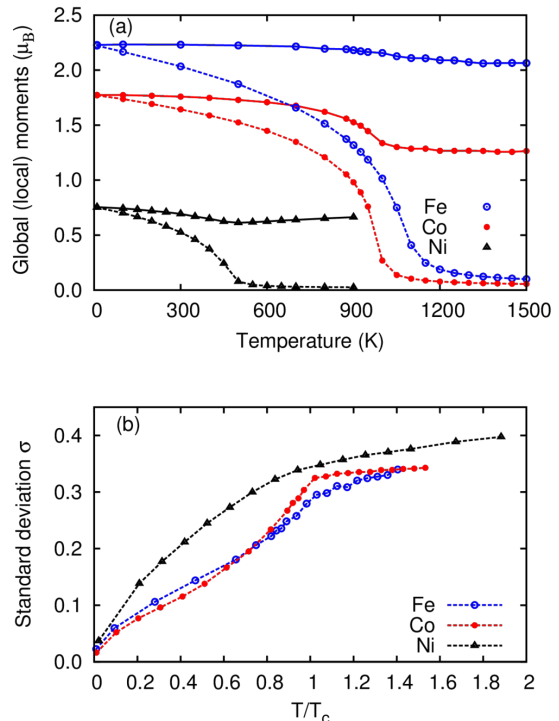 (a)
Global (local) moments (μB)
2.5
2.0
1.5
1.0
0.5
0.0
Fe
Co
Ni
0 300 600 900 1200 1500
Temperature (K)
(b)
Standard deviation σ
0.4
0.3
0.2
0.1
0.0
Fe
Co
Ni
0 0.2 0.4 0.6 0.8 1 1.2 1.4 1.6 1.8 2
T/Tc